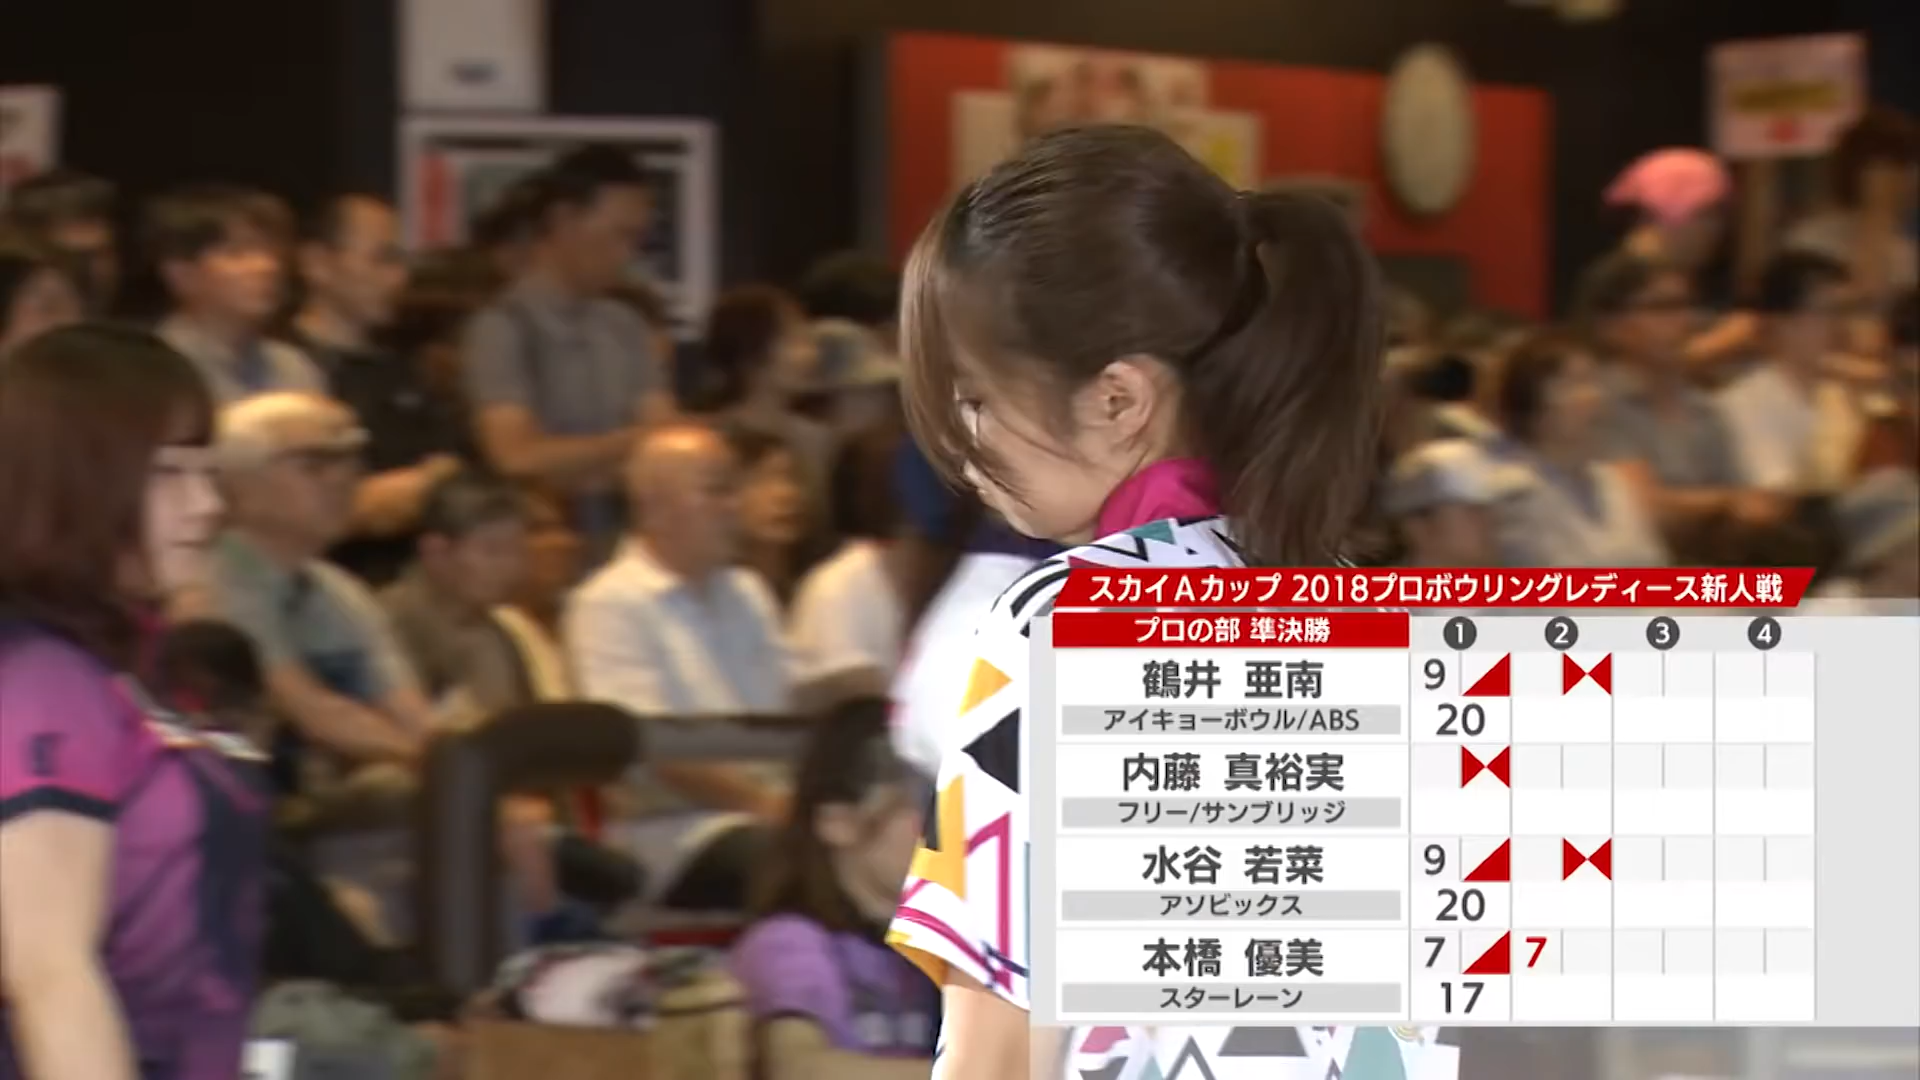 スカイAカップ 2018プロボウリングレディース新人戦
プロの部 準決勝 1 2 3 4
鶴井 亜南 9
アイキョーボウル/ABS 20
内藤 真裕実
フリー/サンブリッジ
水谷 若菜 9
アソビックス 20
本橋 優美 7 7
スターレーン 17